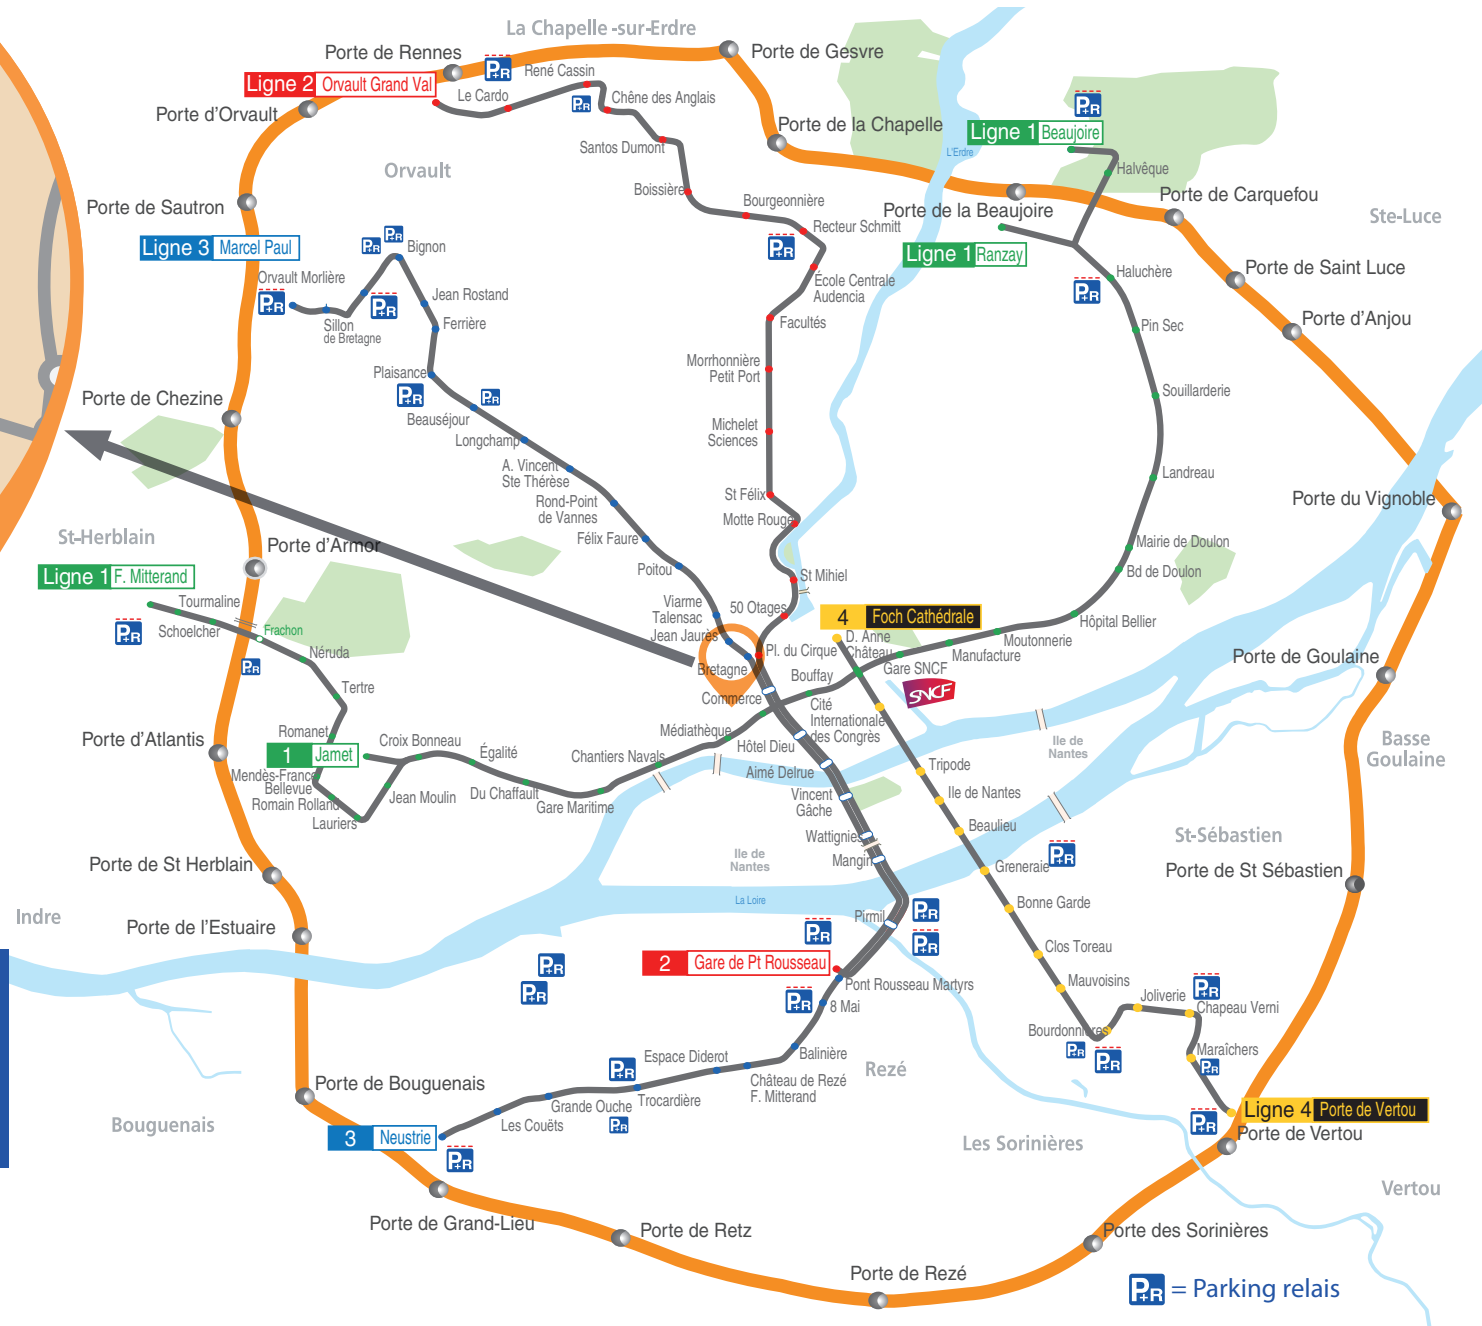 La Chapelle -sur-Erdre
Porte de Rennes
Porte de Gesvre
P+R
René Cassin
Ligne 2 Orvault Grand Val
Le Cardo
P+R
Chêne des Anglais
P+R
Porte d'Orvault
Porte de la Chapelle
Ligne 1 Beaujoire
Santos Dumont
L'Erdre
Orvault
Halvêque
Boissière
Bourgeonnière
Porte de Carquefou
Porte de Sautron
Porte de la Beaujoire
Ste-Luce
Recteur Schmitt
P+R
P+R
P+R
Ligne 3 Marcel Paul
Bignon
Ligne 1 Ranzay
Orvault Morlière
Haluchère
Porte de Saint Luce
École Centrale
Audencia
P+R
P+R
Jean Rostand
P+R
Sillon
de Bretagne
Ferrière
Facultés
Pin Sec
Porte d'Anjou
Morrhonnière
Petit Port
Plaisance
P+R
P+R
Souillarderie
Porte de Chezine
Beauséjour
Michelet
Sciences
Longchamp
A. Vincent
Ste Thérèse
Landreau
Rond-Point
de Vannes
St Félix
Porte du Vignoble
Motte Rouge
St-Herblain
Félix Faure
Porte d'Armor
Mairie de Doulon
Ligne 1 F. Mitterand
Poitou
St Mihiel
Bd de Doulon
Tourmaline
Viarme
Talensac
50 Otages
4 Foch Cathédrale
Hôpital Bellier
P+R
Schoelcher
Frachon
Jean Jaurès
D. Anne
Château
Moutonnerie
Néruda
Pl. du Cirque
Manufacture
P+R
Bretagne
Bouffay
Gare SNCF
Porte de Goulaine
Tertre
Commerce
SNCF
Cité
Internationale
des Congrès
Romanet
Médiathèque
Porte d'Atlantis
Croix Bonneau
Hôtel Dieu
Ile de
Nantes
Basse
Goulaine
1 Jamet
Égalité
Chantiers Navals
Mendès-France
Bellevue
Aimé Delrue
Tripode
Jean Moulin
Du Chaffault
Vincent
Gâche
Ile de Nantes
Romain Rolland
Gare Maritime
Lauriers
Wattignies
Beaulieu
St-Sébastien
Porte de St Herblain
Ile de
Nantes
Mangin
P+R
Greneraie
Porte de St Sébastien
La Loire
Bonne Garde
Indre
Pirmil
P+R
Porte de l'Estuaire
P+R
P+R
Clos Toreau
2 Gare de Pt Rousseau
P+R
Pont Rousseau Martyrs
Mauvoisins
P+R
P+R
8 Mai
Joliverie
P+R
Chapeau Verni
Bourdonnières
Balinière
P+R
P+R
Maraîchers
P+R
Espace Diderot
P+R
Rezé
Château de Rezé
F. Mitterand
Porte de Bouguenais
Trocardière
Grande Ouche
P+R
Les Couëts
Bouguenais
Ligne 4 Porte de Vertou
P+R
3 Neustrie
Porte de Vertou
Les Sorinières
P+R
Vertou
Porte de Grand-Lieu
Porte de Retz
Porte des Sorinières
Porte de Rezé
P+R = Parking relais